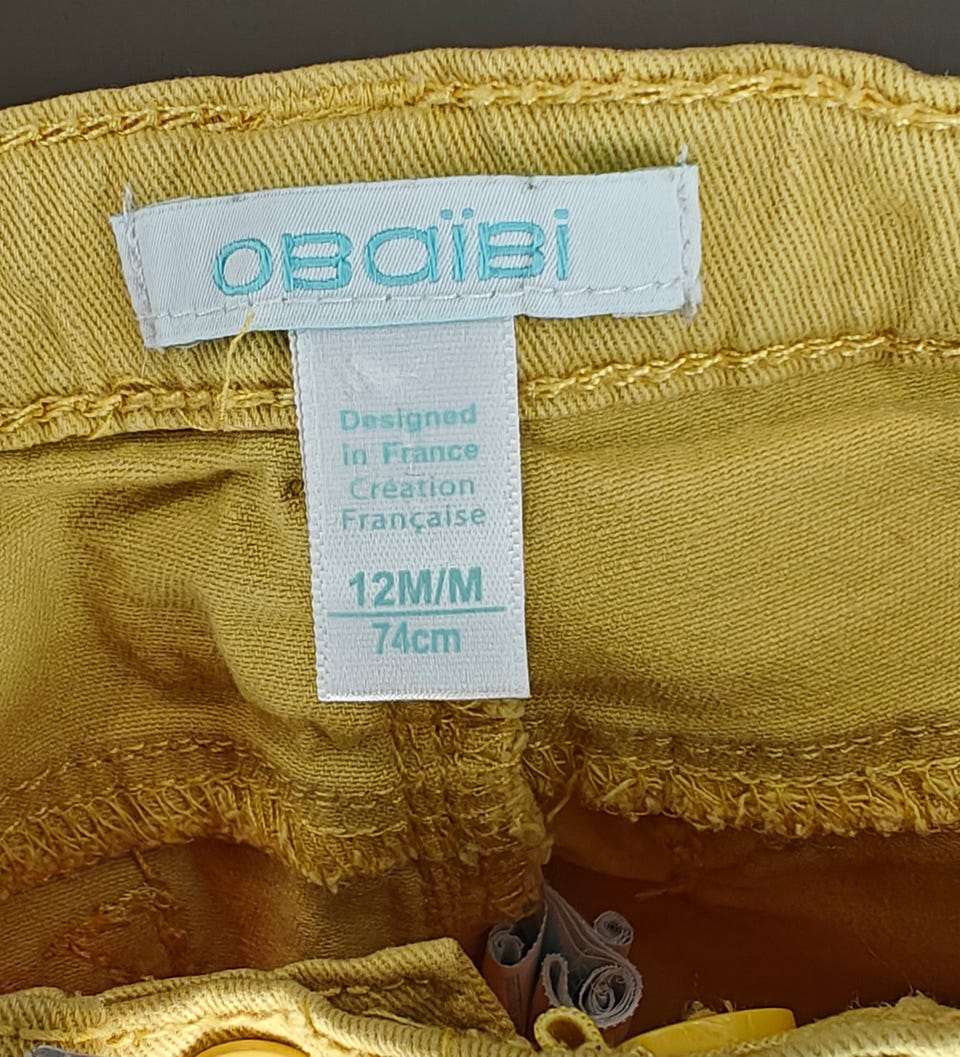 OBaïBi
Designed
in France
Création
Française
12M/M
74cm